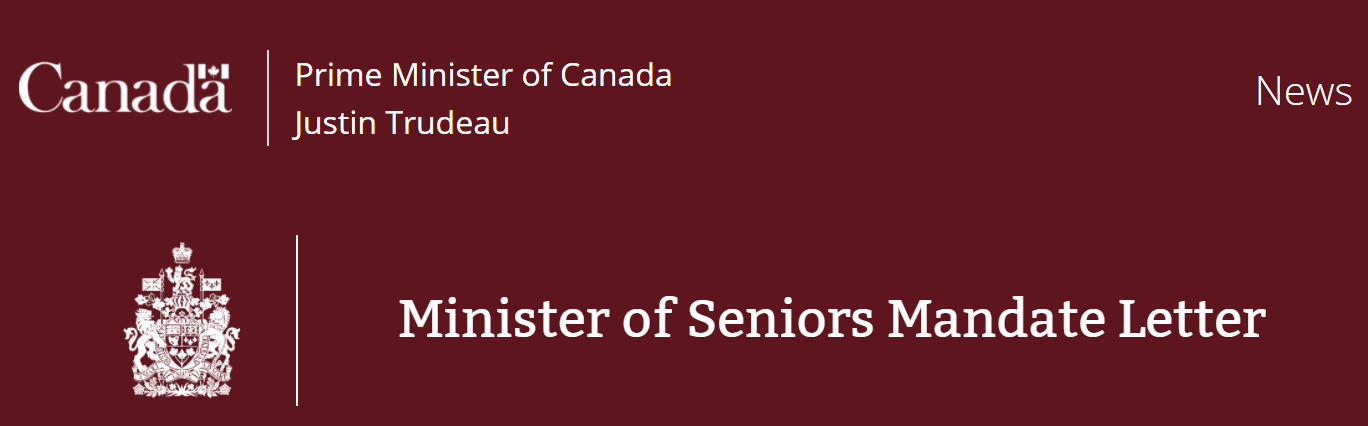 Canada
Prime Minister of Canada
Justin Trudeau
News
Minister of Seniors Mandate Letter